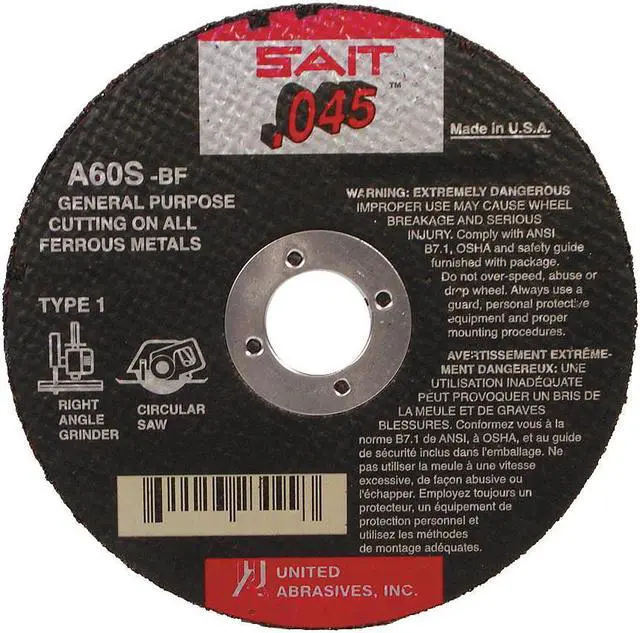 SAIT
.045™
Made in U.S.A.
A60S -BF
GENERAL PURPOSE
CUTTING ON ALL
FERROUS METALS
TYPE 1
RIGHT
ANGLE
GRINDER
CIRCULAR
SAW
WARNING: EXTREMELY DANGEROUS
IMPROPER USE MAY CAUSE WHEEL
BREAKAGE AND SERIOUS
INJURY. Comply with ANSI
B7.1, OSHA and safety guide
furnished with package.
Do not over-speed, abuse or
drop wheel. Always use a
guard, personal protective
equipment and proper
mounting procedures.
AVERTISSEMENT EXTRÊME-
MENT DANGEREUX: UNE
UTILISATION INADÉQUATE
PEUT PROVOQUER UN BRIS DE
LA MEULE ET DE GRAVES
BLESSURES. Conformez vous à la
norme B7.1 de ANSI, à OSHA, et au guide
de sécurité inclus dans l'emballage. Ne
pas utiliser la meule à une vitesse
excessive, de façon abusive ou
l'échapper. Employez toujours un
protecteur, un équipement de
protection personnel et
utilisez les méthodes
de montage adéquates.
UNITED
ABRASIVES, INC.